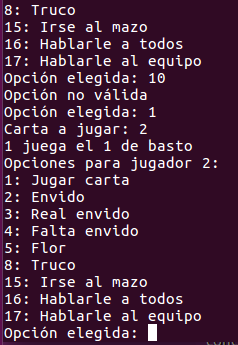 8: Truco
15: Irse al mazo
16: Hablarle a todos
17: Hablarle al equipo
Opción elegida: 10
Opción no válida
Opción elegida: 1
Carta a jugar: 2
1 juega el 1 de basto
Opciones para jugador 2:
1: Jugar carta
2: Envido
3: Real envido
4: Falta envido
5: Flor
8: Truco
15: Irse al mazo
16: Hablarle a todos
17: Hablarle al equipo
Opción elegida: